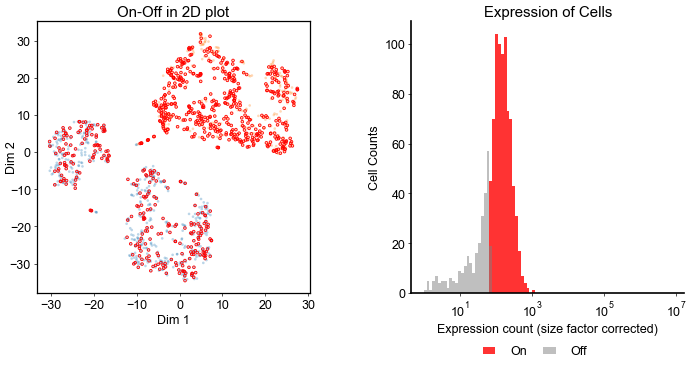 On-Off in 2D plot
Dim 2
30
20
10
0
−10
−20
−30
−30 −20 −10 0 10 20 30
Dim 1
Expression of Cells
Cell Counts
100
80
60
40
20
0
10^1 10^3 10^5 10^7
Expression count (size factor corrected)
On Off